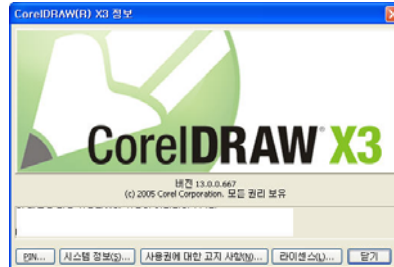 CorelDRAW(R) X3 정보
CorelDRAW X3
버전 13.0.0.667
(c) 2005 Corel Corporation. 모든 권리 보유
PIN... 시스템 정보(S)... 사용권에 대한 고지 사항(N)... 라이센스(L)... 닫기